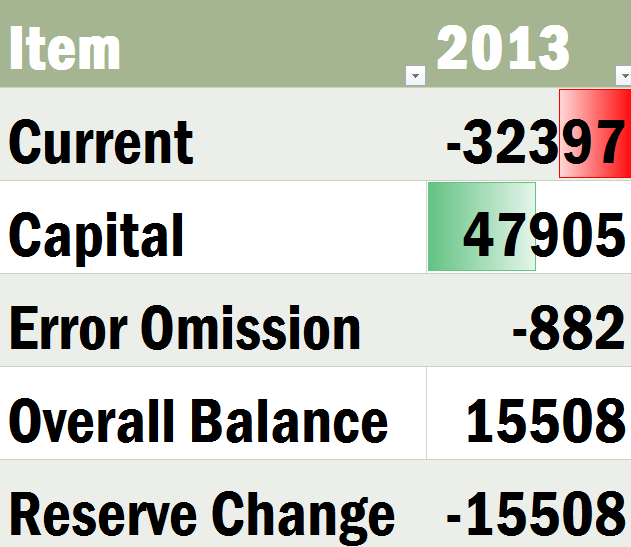 Item 2013
Current -32397
Capital 47905
Error Omission -882
Overall Balance 15508
Reserve Change -15508